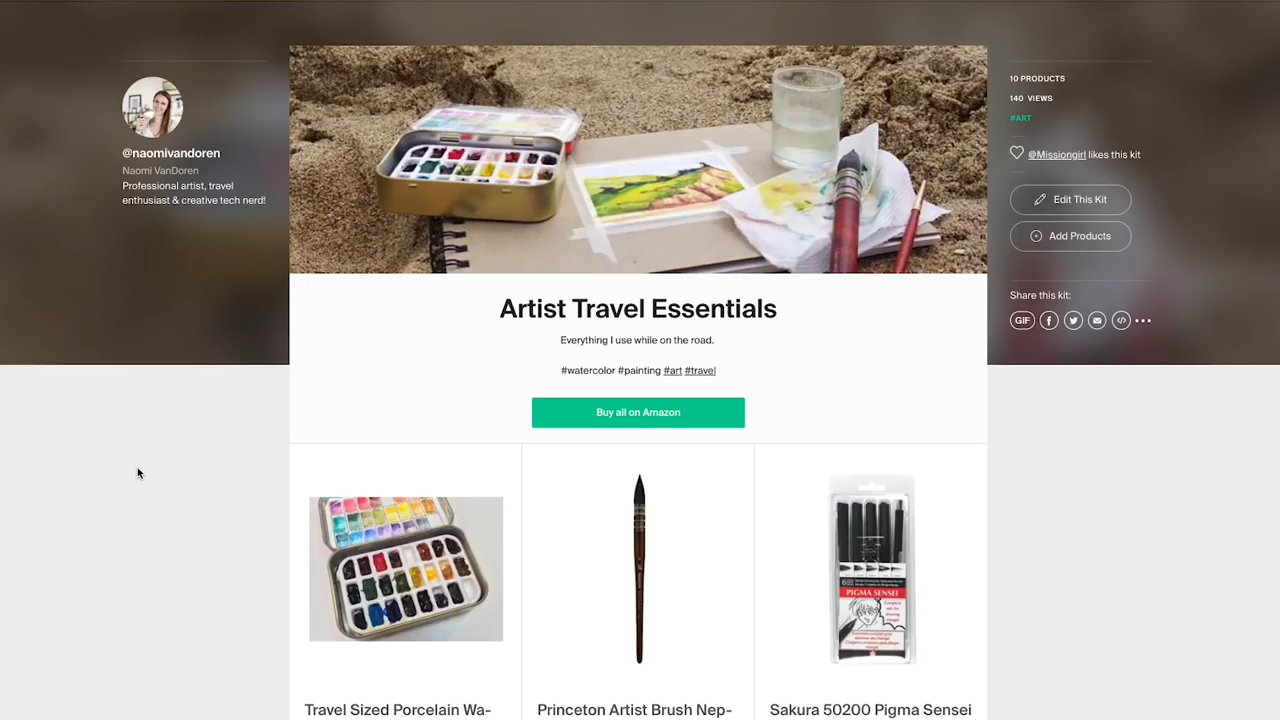 @naomivandoren
Naomi VanDoren
Professional artist, travel
enthusiast & creative tech nerd!
10 PRODUCTS
140 VIEWS
#ART
@Missiongirl likes this kit
Edit This Kit
Add Products
Share this kit:
GIF
Artist Travel Essentials
Everything I use while on the road.
#watercolor #painting #art #travel
Buy all on Amazon
PIGMA SENSEI
Travel Sized Porcelain Wa-
Princeton Artist Brush Nep-
Sakura 50200 Pigma Sensei